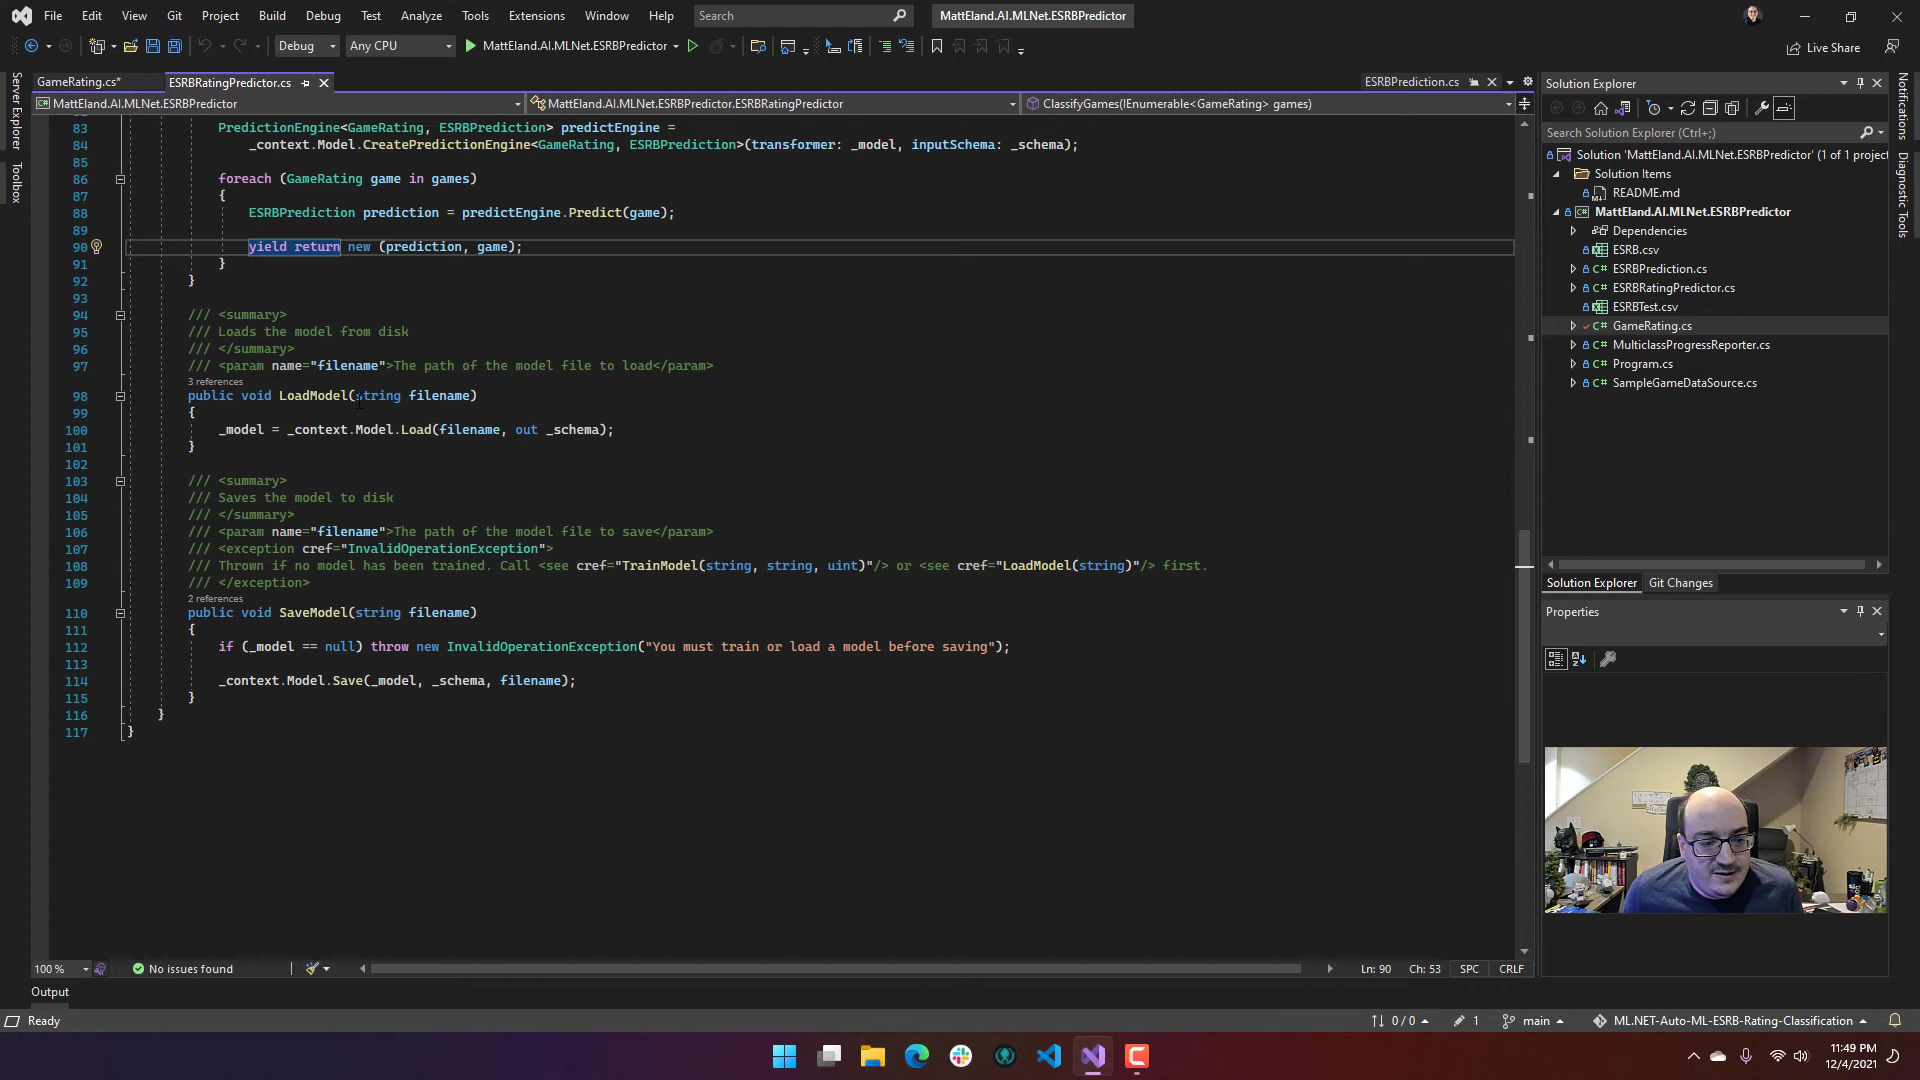 File Edit View Git Project Build Debug Test Analyze Tools Extensions Window Help Search MattEland.AI.MLNet.ESRBPredictor
Debug Any CPU MattEland.AI.MLNet.ESRBPredictor Live Share
Server Explorer
Toolbox
GameRating.cs* ESRBRatingPredictor.cs ESRBPrediction.cs
MattEland.AI.MLNet.ESRBPredictor MattEland.AI.MLNet.ESRBPredictor.ESRBRatingPredictor ClassifyGames(IEnumerable<GameRating> games)
83 PredictionEngine<GameRating, ESRBPrediction> predictEngine =
84 _context.Model.CreatePredictionEngine<GameRating, ESRBPrediction>(transformer: _model, inputSchema: _schema);
85
86 foreach (GameRating game in games)
87 {
88 ESRBPrediction prediction = predictEngine.Predict(game);
89
90 yield return new (prediction, game);
91 }
92 }
93
94 /// <summary>
95 /// Loads the model from disk
96 /// </summary>
97 /// <param name="filename">The path of the model file to load</param>
3 references
98 public void LoadModel(string filename)
99 {
100 _model = _context.Model.Load(filename, out _schema);
101 }
102
103 /// <summary>
104 /// Saves the model to disk
105 /// </summary>
106 /// <param name="filename">The path of the model file to save</param>
107 /// <exception cref="InvalidOperationException">
108 /// Thrown if no model has been trained. Call <see cref="TrainModel(string, string, uint)"/> or <see cref="LoadModel(string)"/> first.
109 /// </exception>
2 references
110 public void SaveModel(string filename)
111 {
112 if (_model == null) throw new InvalidOperationException("You must train or load a model before saving");
113
114 _context.Model.Save(_model, _schema, filename);
115 }
116 }
117 }
100 % No issues found Ln: 90 Ch: 53 SPC CRLF
Output
Solution Explorer
Search Solution Explorer (Ctrl+;)
Solution 'MattEland.AI.MLNet.ESRBPredictor' (1 of 1 project
Solution Items
README.md
MattEland.AI.MLNet.ESRBPredictor
Dependencies
ESRB.csv
ESRBPrediction.cs
ESRBRatingPredictor.cs
ESRBTest.csv
GameRating.cs
MulticlassProgressReporter.cs
Program.cs
SampleGameDataSource.cs
Solution Explorer Git Changes
Properties
Notifications
Diagnostic Tools
Ready 0 / 0 1 main ML.NET-Auto-ML-ESRB-Rating-Classification
11:49 PM
12/4/2021